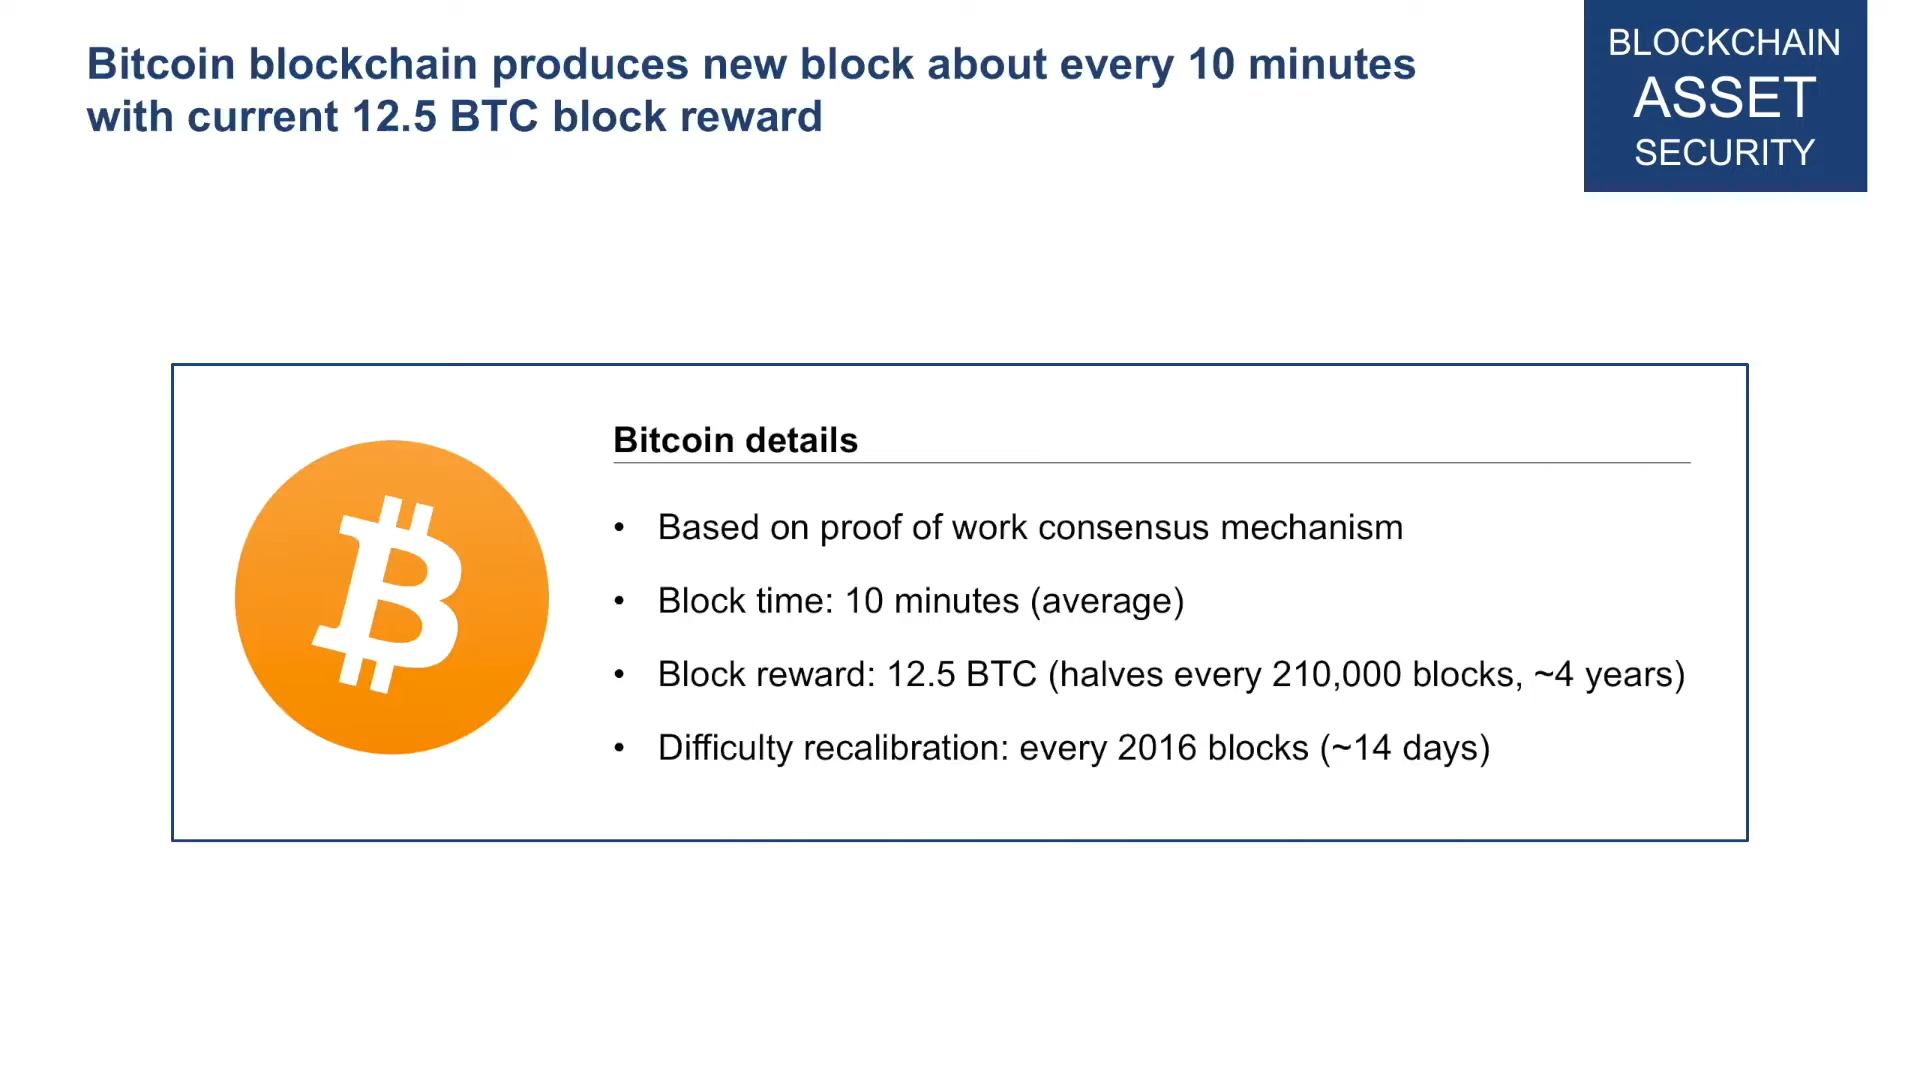 Bitcoin blockchain produces new block about every 10 minutes
with current 12.5 BTC block reward
BLOCKCHAIN
ASSET
SECURITY
Bitcoin details
• Based on proof of work consensus mechanism
• Block time: 10 minutes (average)
• Block reward: 12.5 BTC (halves every 210,000 blocks, ~4 years)
• Difficulty recalibration: every 2016 blocks (~14 days)